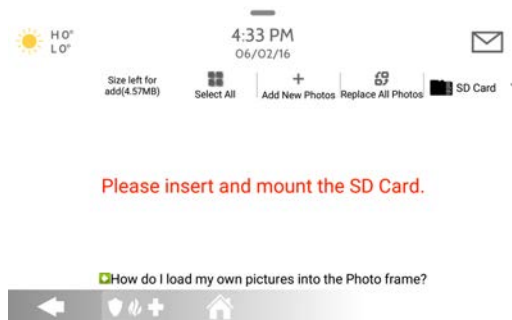 H 0°
L 0°
4:33 PM
06/02/16
Size left for
add(4.57MB)
Select All
Add New Photos
Replace All Photos
SD Card
Please insert and mount the SD Card.
How do I load my own pictures into the Photo frame?